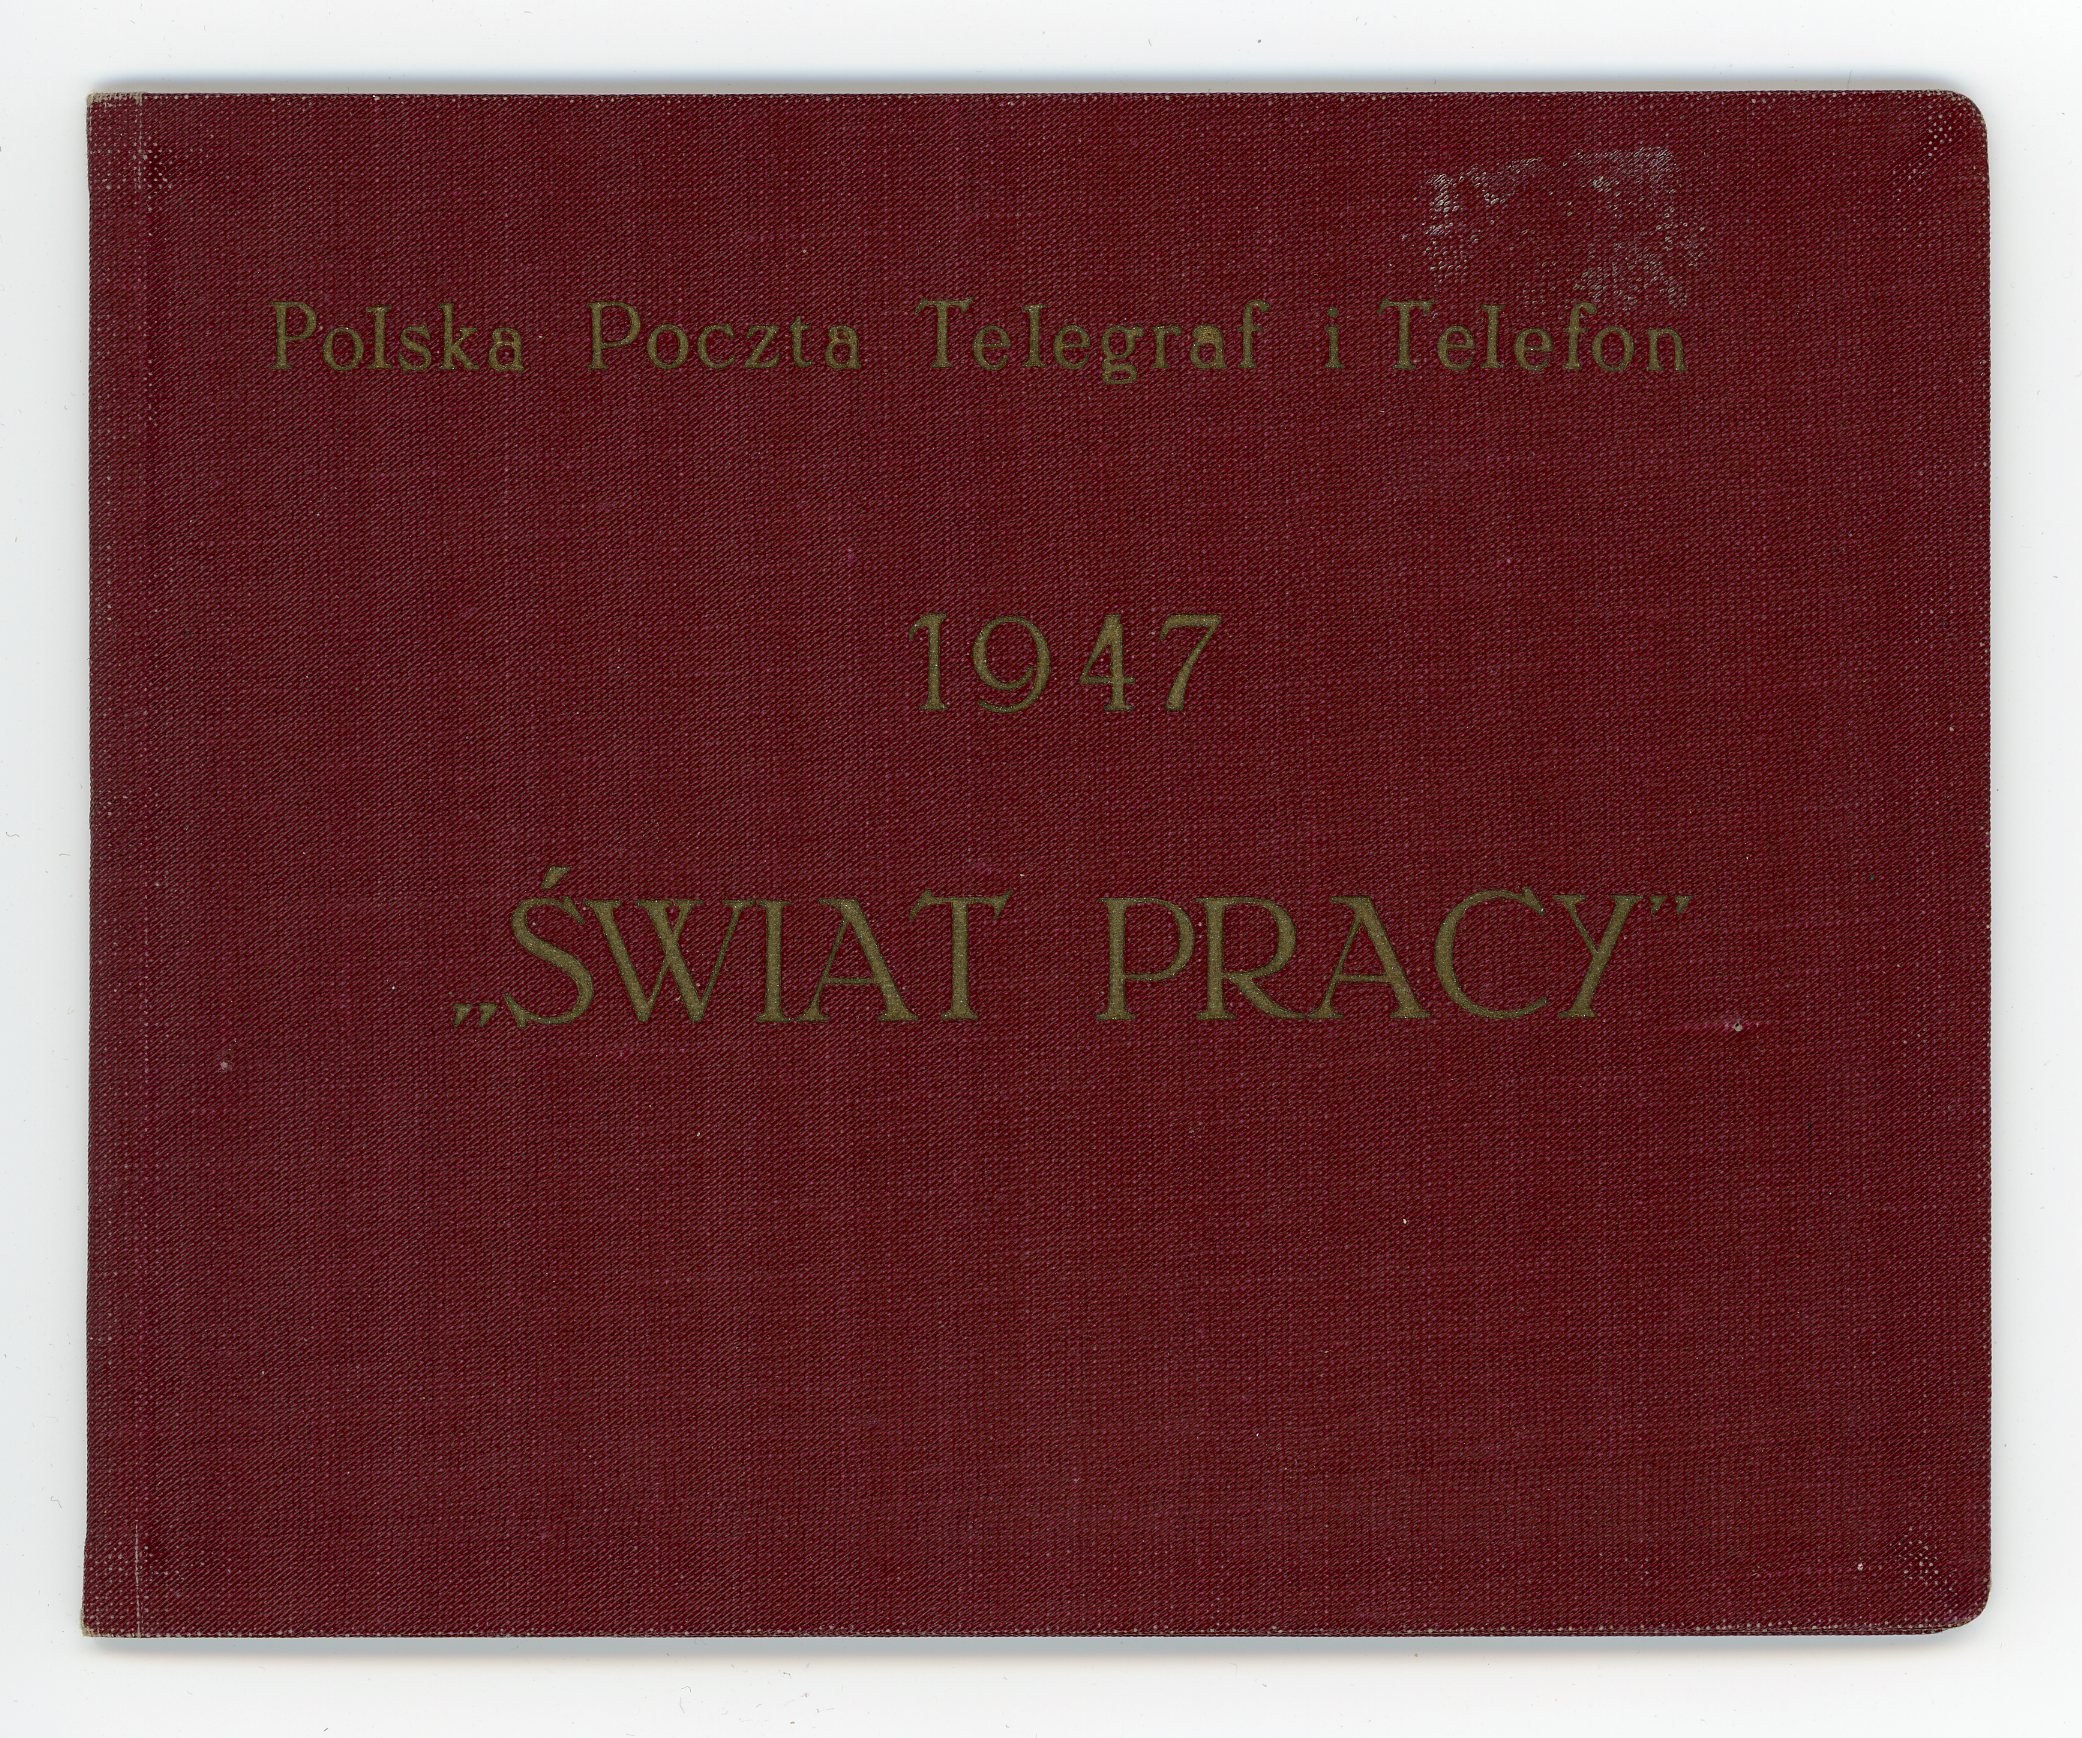 Polska Poczta Telegraf i Telefon
1947
„ŚWIAT PRACY”